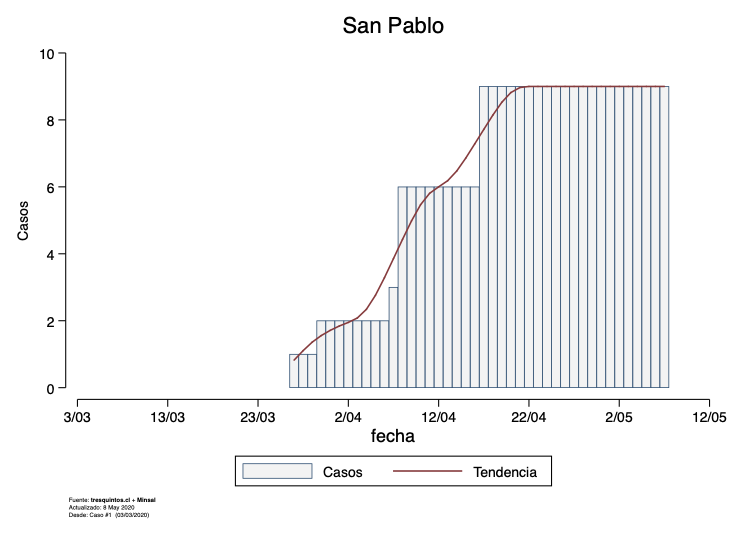 San Pablo
10
8
6
4
2
0
Casos
3/03 13/03 23/03 2/04 12/04 22/04 2/05 12/05
fecha
Casos Tendencia
Fuente: tresquintos.cl + Minsal
Actualizado: 8 May 2020
Desde: Caso #1 (03/03/2020)